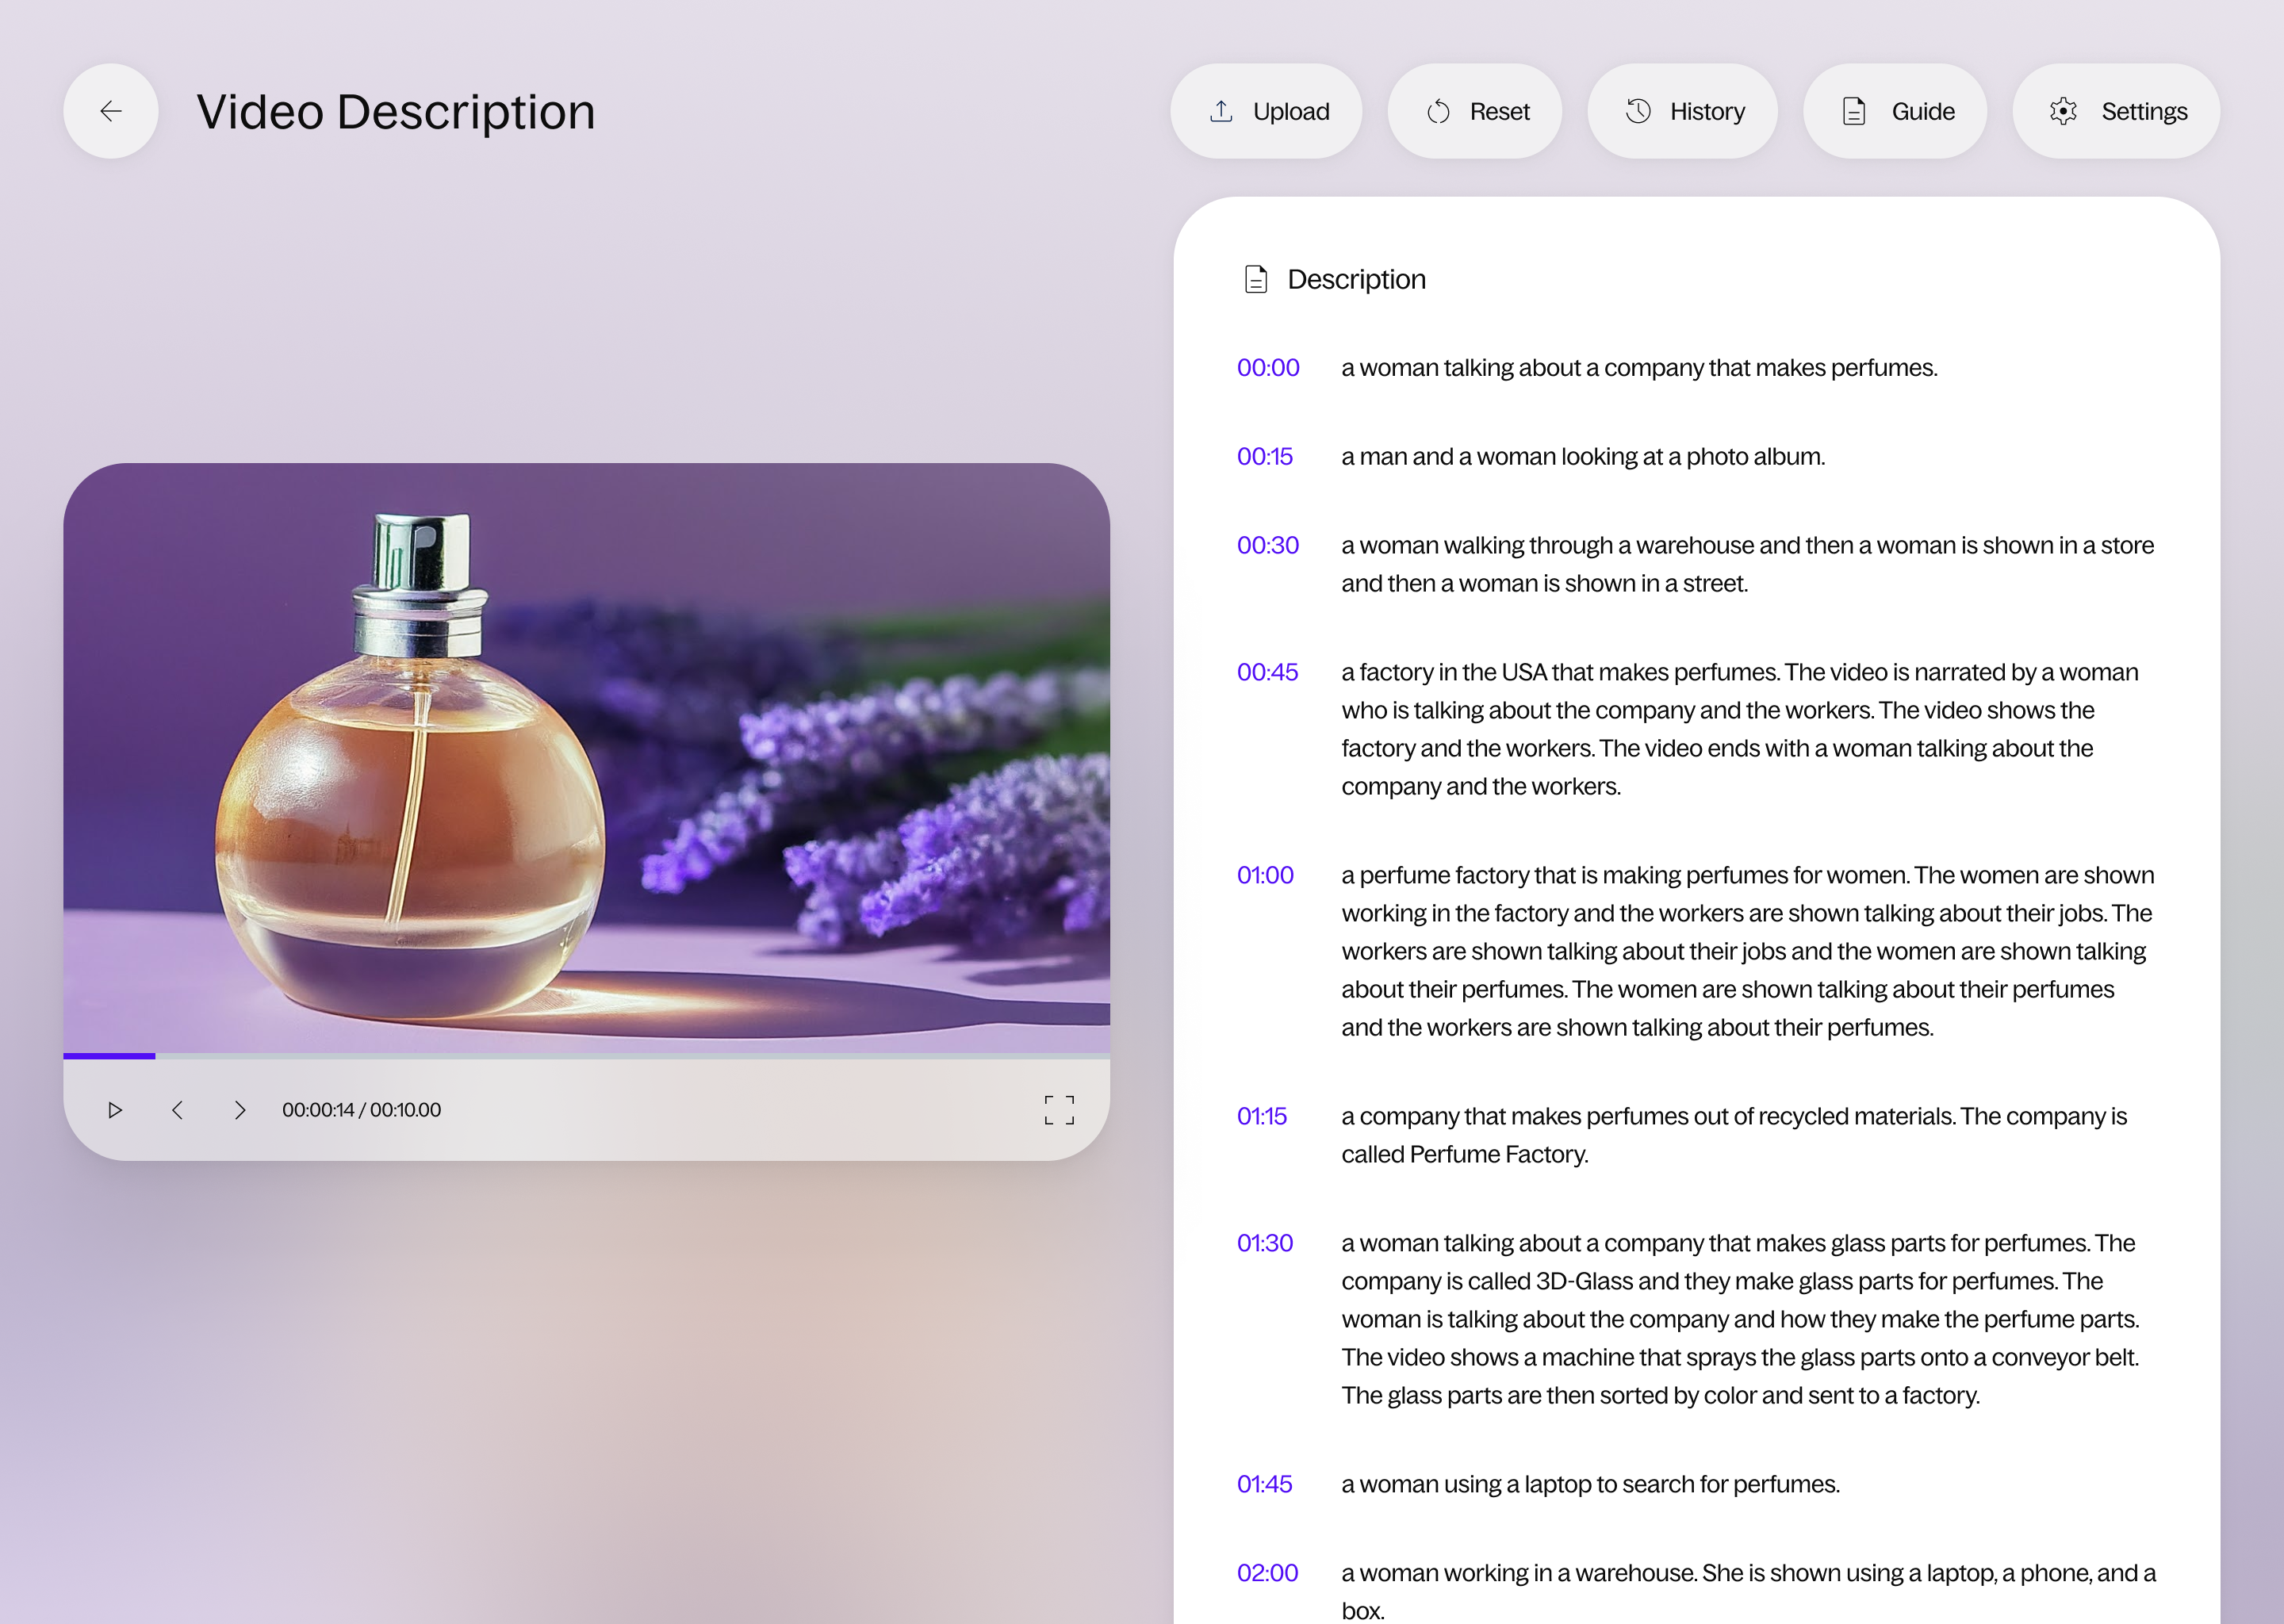 Video Description
Upload
Reset
History
Guide
Settings
Description
00:00 a woman talking about a company that makes perfumes.
00:15 a man and a woman looking at a photo album.
00:30 a woman walking through a warehouse and then a woman is shown in a store
and then a woman is shown in a street.
00:45 a factory in the USA that makes perfumes. The video is narrated by a woman
who is talking about the company and the workers. The video shows the
factory and the workers. The video ends with a woman talking about the
company and the workers.
01:00 a perfume factory that is making perfumes for women. The women are shown
working in the factory and the workers are shown talking about their jobs. The
workers are shown talking about their jobs and the women are shown talking
about their perfumes. The women are shown talking about their perfumes
and the workers are shown talking about their perfumes.
01:15 a company that makes perfumes out of recycled materials. The company is
called Perfume Factory.
01:30 a woman talking about a company that makes glass parts for perfumes. The
company is called 3D-Glass and they make glass parts for perfumes. The
woman is talking about the company and how they make the perfume parts.
The video shows a machine that sprays the glass parts onto a conveyor belt.
The glass parts are then sorted by color and sent to a factory.
01:45 a woman using a laptop to search for perfumes.
02:00 a woman working in a warehouse. She is shown using a laptop, a phone, and a
box.
00:00:14 / 00:10.00